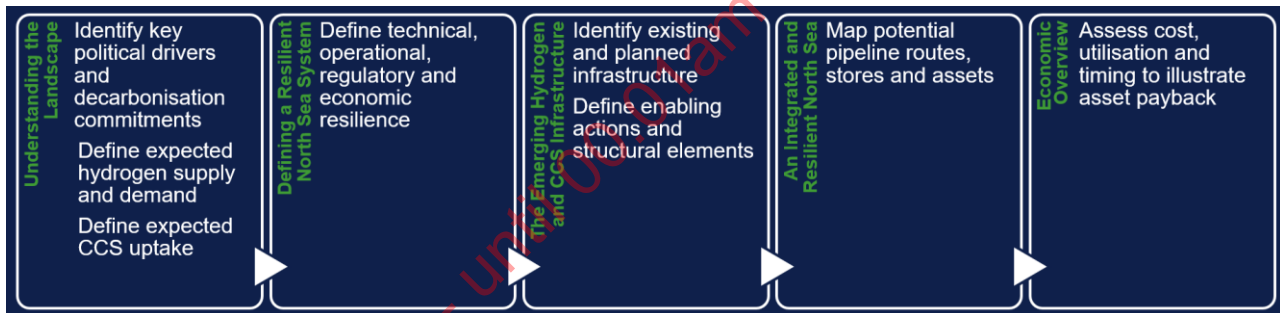 Understanding the
Landscape
Identify key
political drivers
and
decarbonisation
commitments
Define expected
hydrogen supply
and demand
Define expected
CCS uptake
Defining a Resilient
North Sea System
Define technical,
operational,
regulatory and
economic
resilience
The Emerging Hydrogen
and CCS Infrastructure
Identify existing
and planned
infrastructure
Define enabling
actions and
structural elements
An Integrated and
Resilient North Sea
Map potential
pipeline routes,
stores and assets
Economic
Overview
Assess cost,
utilisation and
timing to illustrate
asset payback
until 00.01am